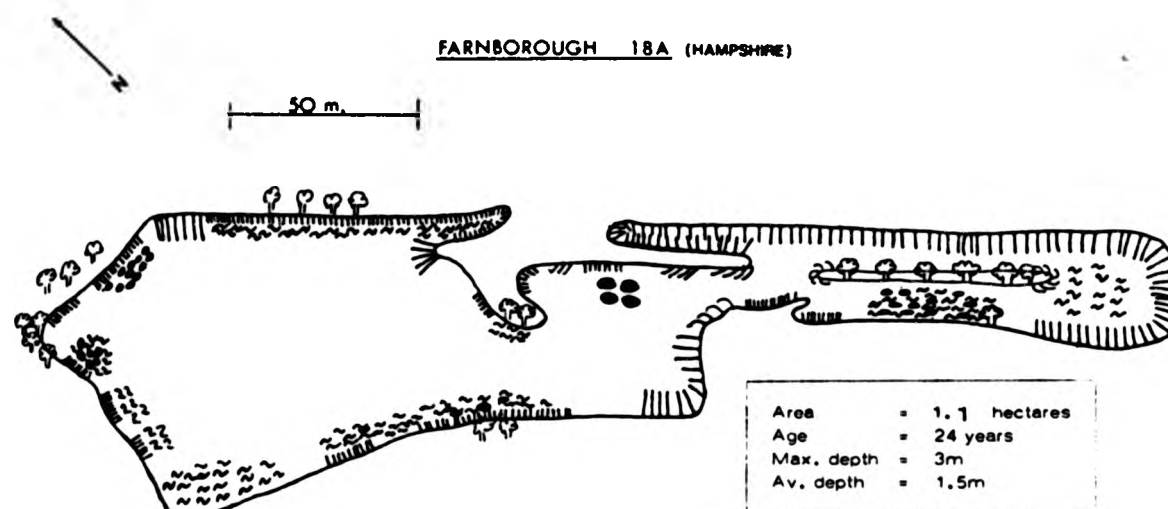 FARNBOROUGH 18A (HAMPSHIRE)
N
50 m.
Area = 1.1 hectares
Age = 24 years
Max. depth = 3m
Av. depth = 1.5m